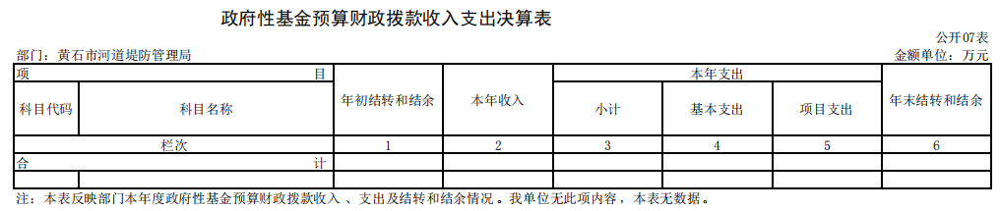 政府性基金预算财政拨款收入支出决算表
公开07表
部门：黄石市河道堤防管理局 金额单位：万元
项 目 年初结转和结余 本年收入 本年支出 年末结转和结余
科目代码 科目名称 小计 基本支出 项目支出
栏次 1 2 3 4 5 6
合 计
注：本表反映部门本年度政府性基金预算财政拨款收入、支出及结转和结余情况。我单位无此项内容，本表无数据。